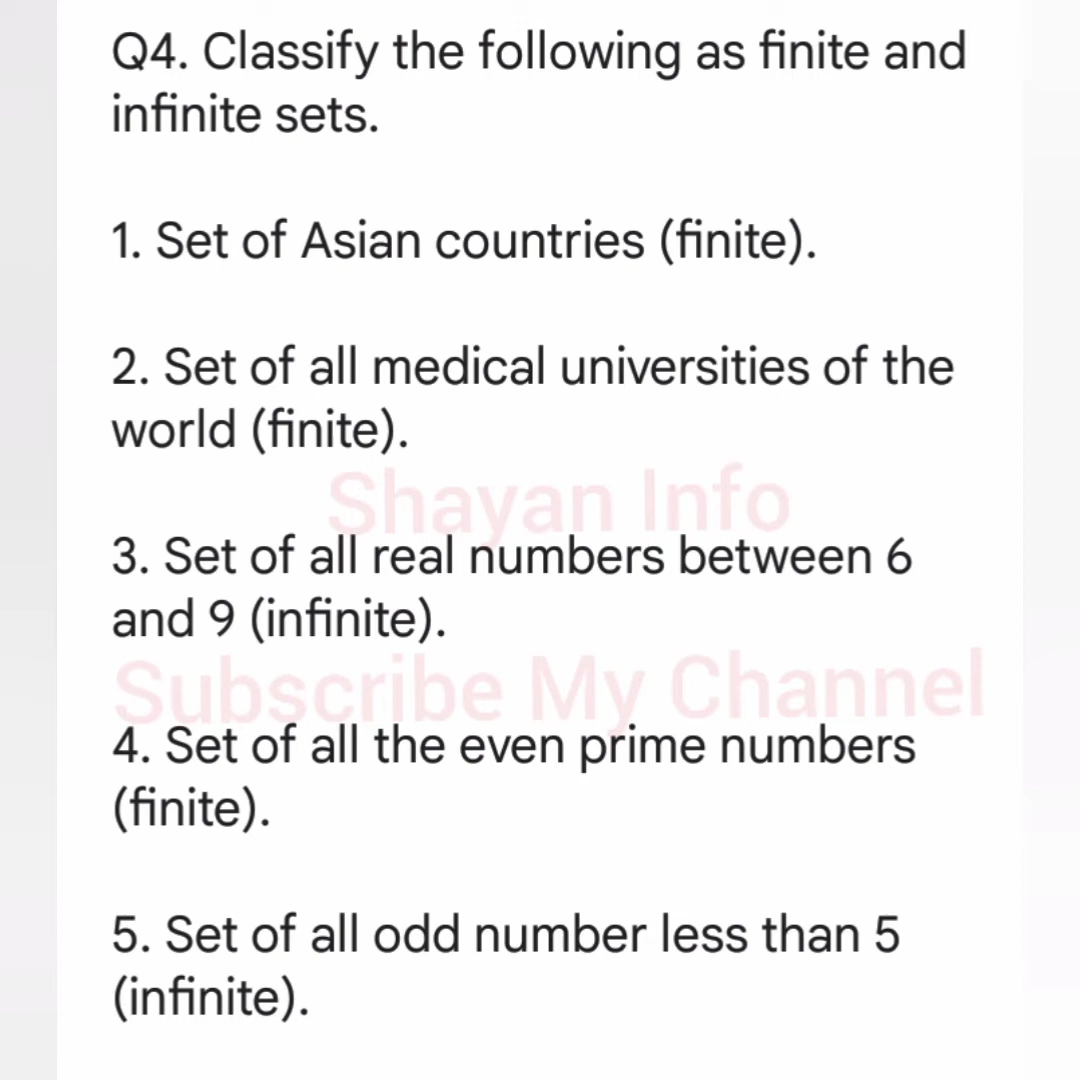 Q4. Classify the following as finite and
infinite sets.
1. Set of Asian countries (finite).
2. Set of all medical universities of the
world (finite).
Shayan Info
3. Set of all real numbers between 6
and 9 (infinite).
Subscribe My Channel
4. Set of all the even prime numbers
(finite).
5. Set of all odd number less than 5
(infinite).